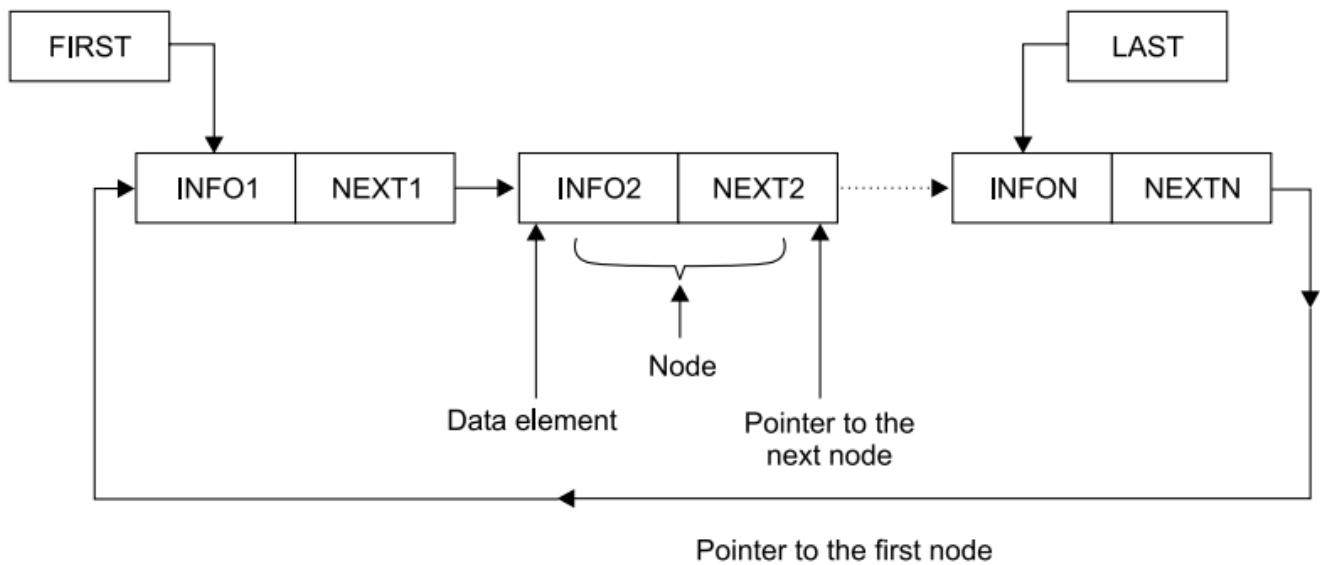 FIRST
LAST
INFO1
NEXT1
INFO2
NEXT2
INFON
NEXTN
Node
Data element
Pointer to the
next node
Pointer to the first node